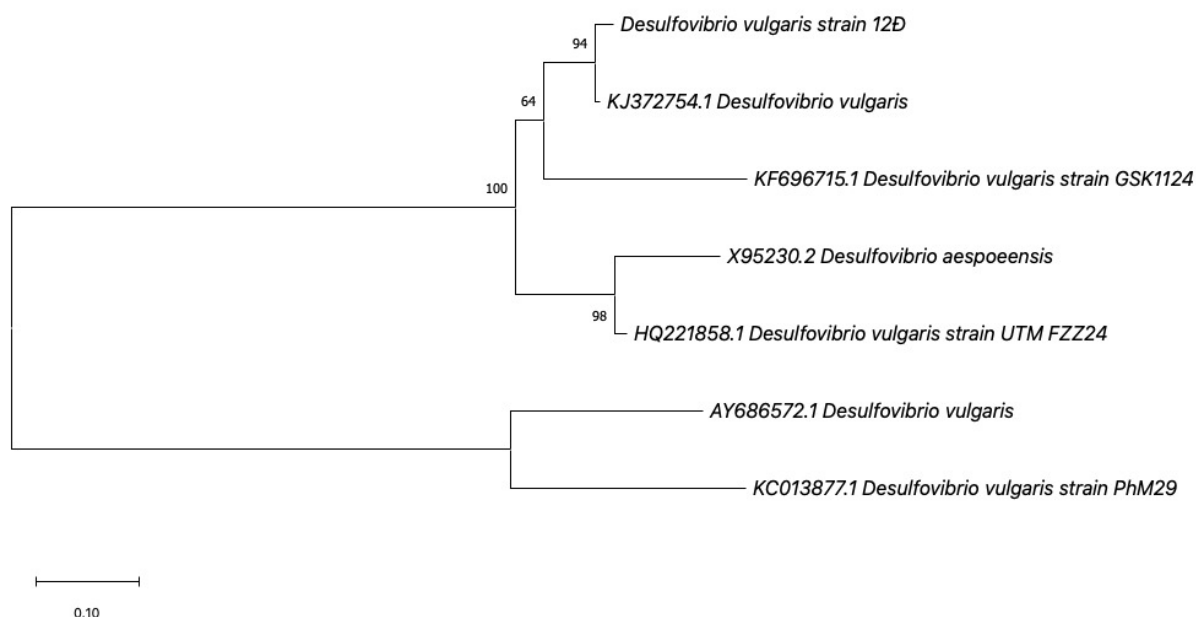 Desulfovibrio vulgaris strain 12Đ
94
KJ372754.1 Desulfovibrio vulgaris
64
KF696715.1 Desulfovibrio vulgaris strain GSK1124
100
X95230.2 Desulfovibrio aespoeensis
98
HQ221858.1 Desulfovibrio vulgaris strain UTM FZZ24
AY686572.1 Desulfovibrio vulgaris
KC013877.1 Desulfovibrio vulgaris strain PhM29
0.10